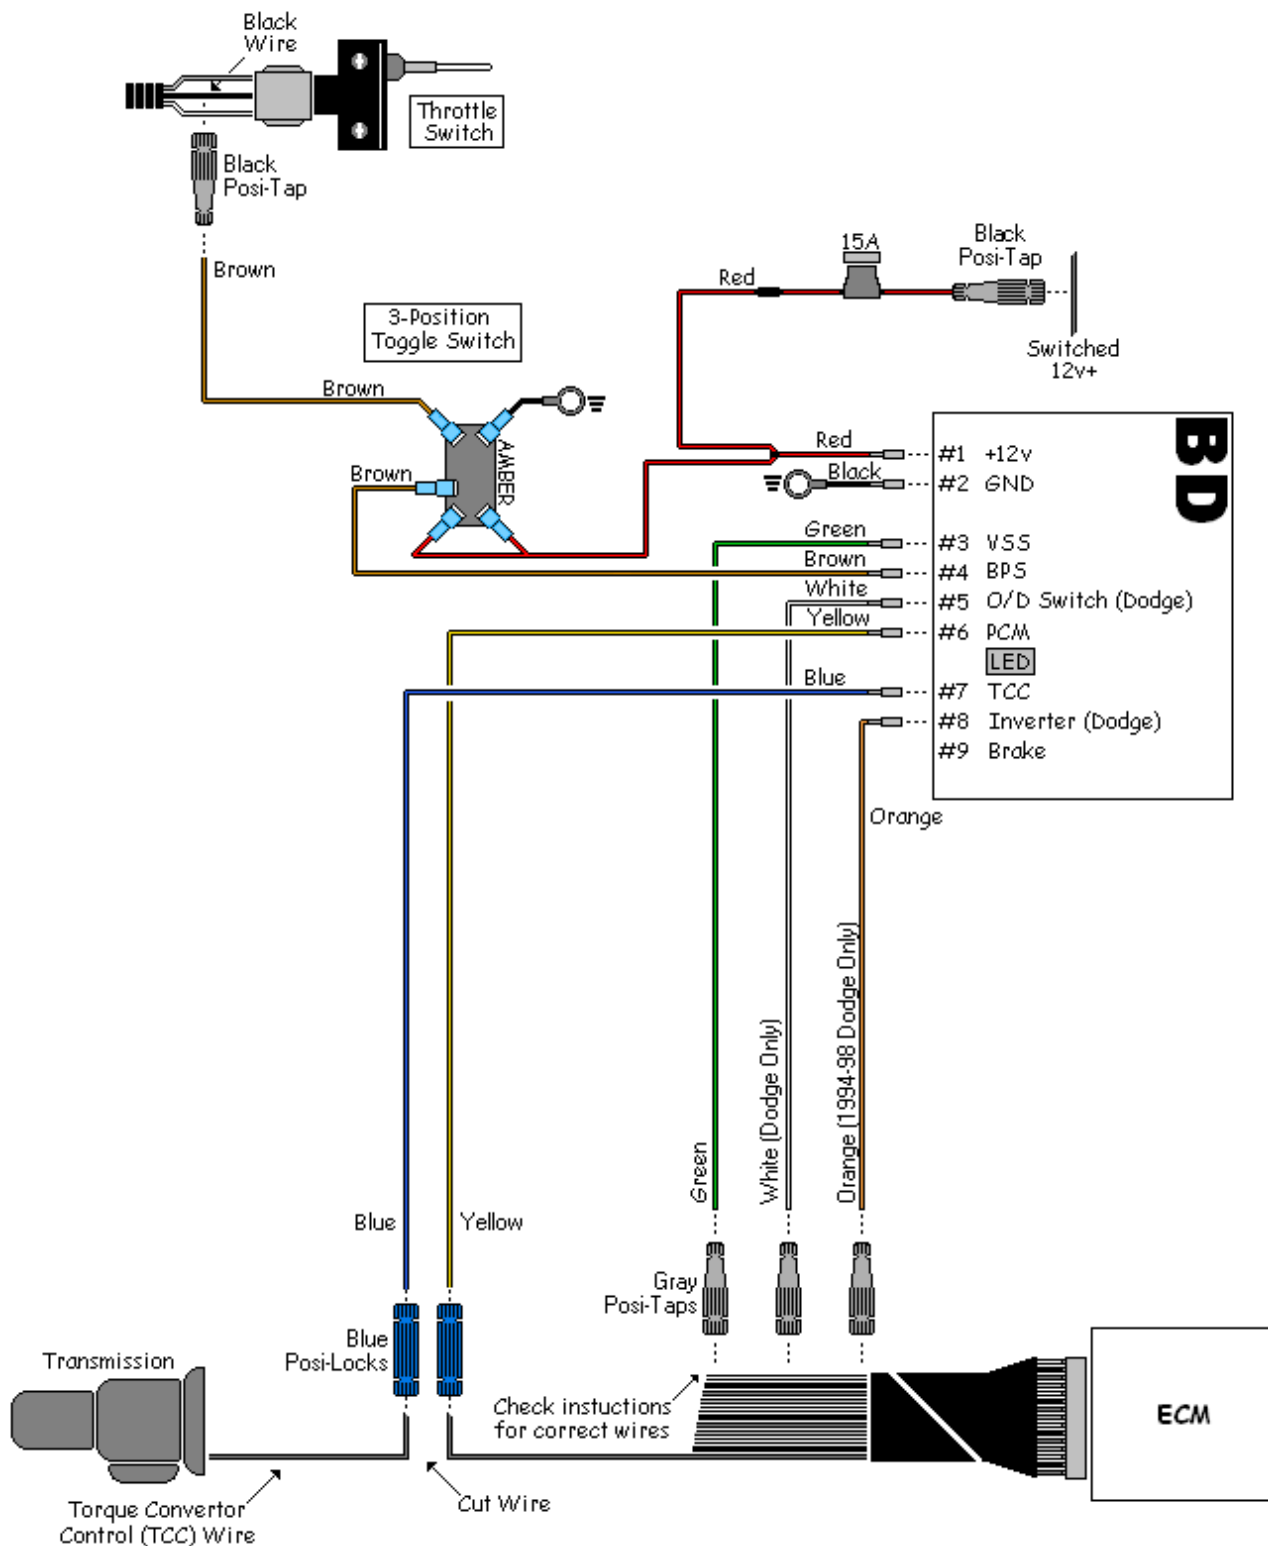 Black
Wire
Throttle
Switch
Black
Posi-Tap
Brown
15A
Black
Posi-Tap
Red
Switched
12v+
3-Position
Toggle Switch
Brown
AMBER
Brown
Red
Black
Green
Brown
White
Yellow
Blue
BD
#1 +12v
#2 GND
#3 VSS
#4 BPS
#5 O/D Switch (Dodge)
#6 PCM
LED
#7 TCC
#8 Inverter (Dodge)
#9 Brake
Orange
Green
White (Dodge Only)
Orange (1994-98 Dodge Only)
Blue
Yellow
Gray
Posi-Taps
Blue
Posi-Locks
Transmission
Check instuctions
for correct wires
ECM
Cut Wire
Torque Convertor
Control (TCC) Wire